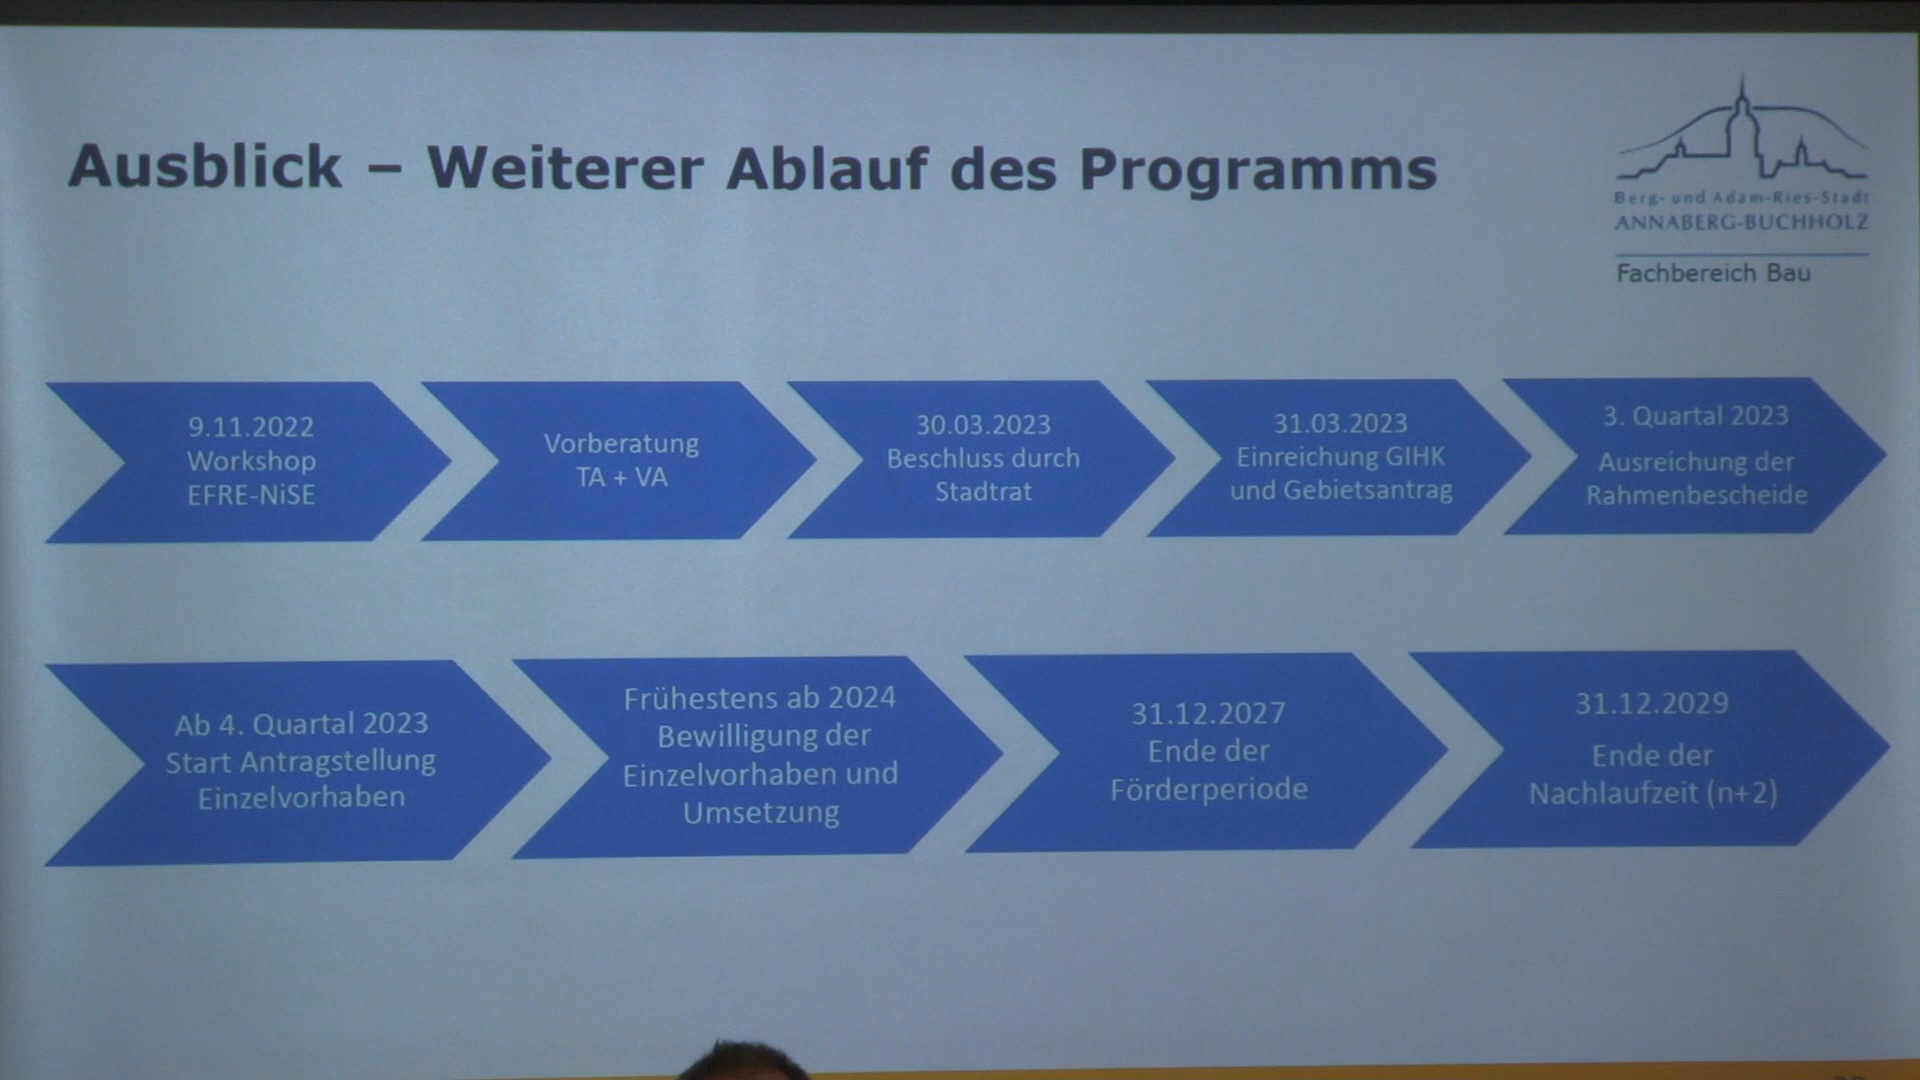 Ausblick – Weiterer Ablauf des Programms
Berg- und Adam-Ries-Stadt
ANNABERG-BUCHHOLZ
Fachbereich Bau
9.11.2022
Workshop
EFRE-NiSE
Vorberatung
TA + VA
30.03.2023
Beschluss durch
Stadtrat
31.03.2023
Einreichung GIHK
und Gebietsantrag
3. Quartal 2023
Ausreichung der
Rahmenbescheide
Ab 4. Quartal 2023
Start Antragstellung
Einzelvorhaben
Frühestens ab 2024
Bewilligung der
Einzelvorhaben und
Umsetzung
31.12.2027
Ende der
Förderperiode
31.12.2029
Ende der
Nachlaufzeit (n+2)